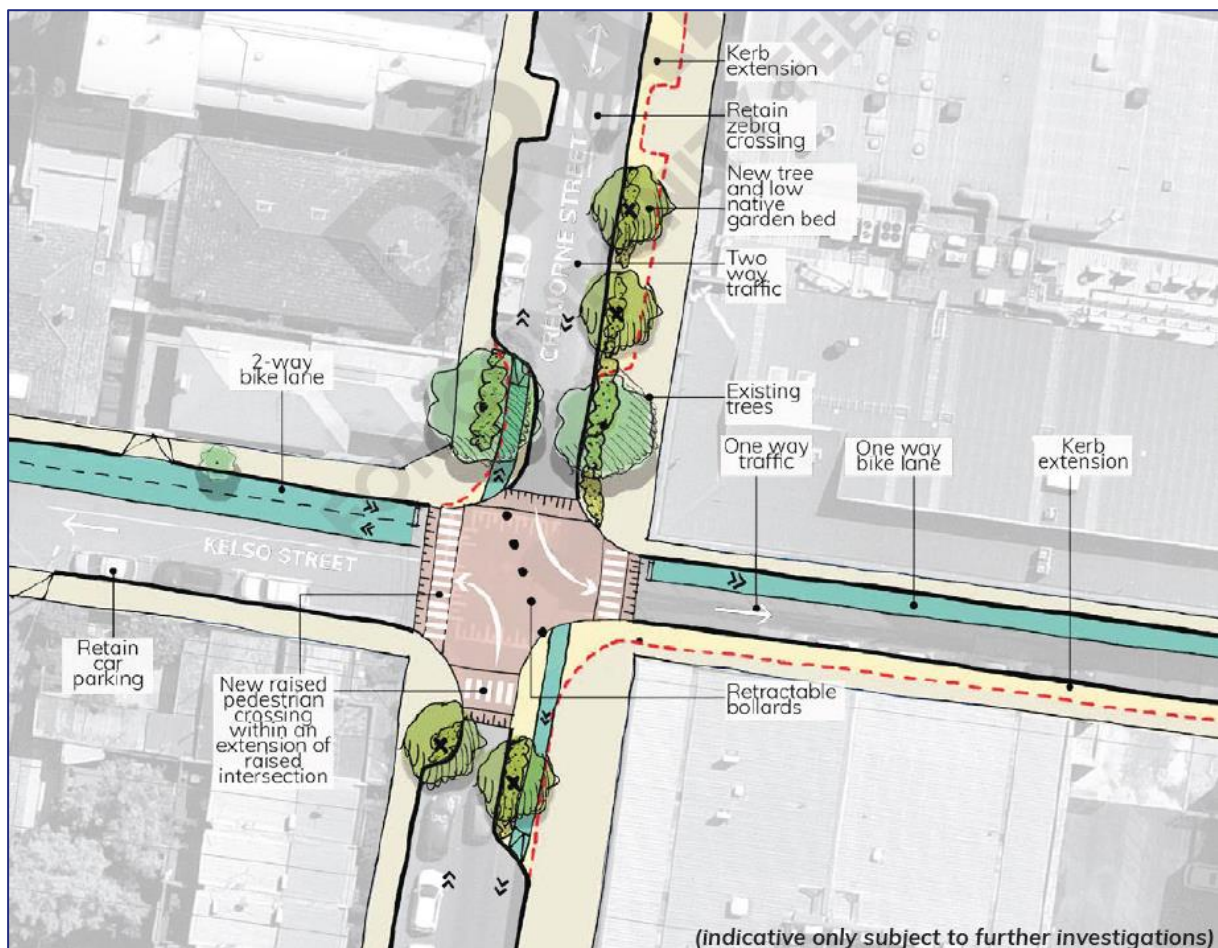 Kerb
extension
Retain
zebra
crossing
New tree
and low
native
garden bed
Two
way
traffic
CREMORNE STREET
2-way
bike lane
Existing
trees
One way
traffic
One way
bike lane
Kerb
extension
KELSO STREET
Retain
car
parking
New raised
pedestrian
crossing
within an
extension of
raised
intersection
Retractable
bollards
(indicative only subject to further investigations)